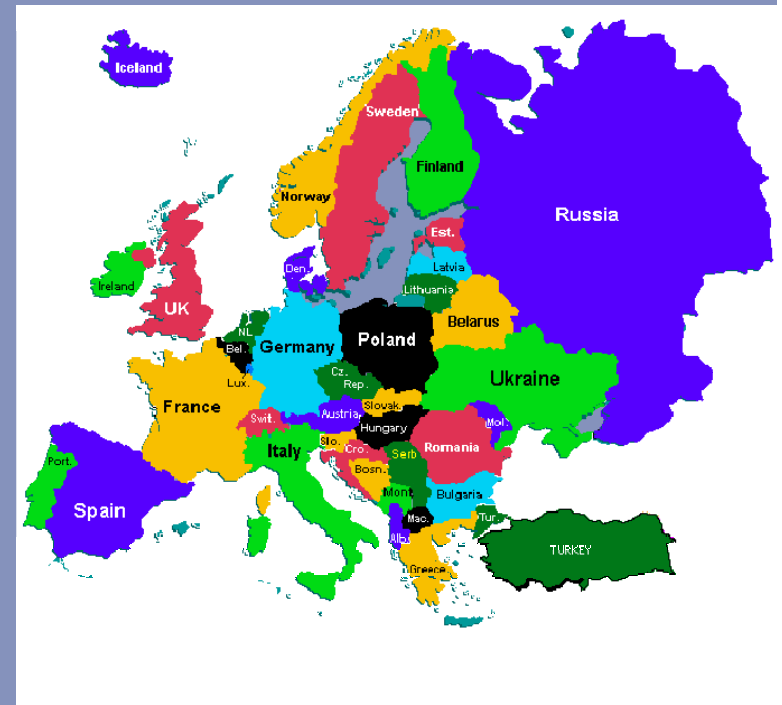 Iceland
Sweden
Finland
Norway
Russia
Est.
Den.
Latvia
Ireland
Lithuania
UK
NL
Belarus
Poland
Germany
Bel.
Cz.
Rep.
Ukraine
Lux.
France
Slovak.
Austria
Swit.
Mol.
Hungary
Slo.
Cro.
Romania
Italy
Serb
Port.
Bosn.
Mont
Bulgaria
Spain
Mac.
Tur.
Alb.
TURKEY
Greece